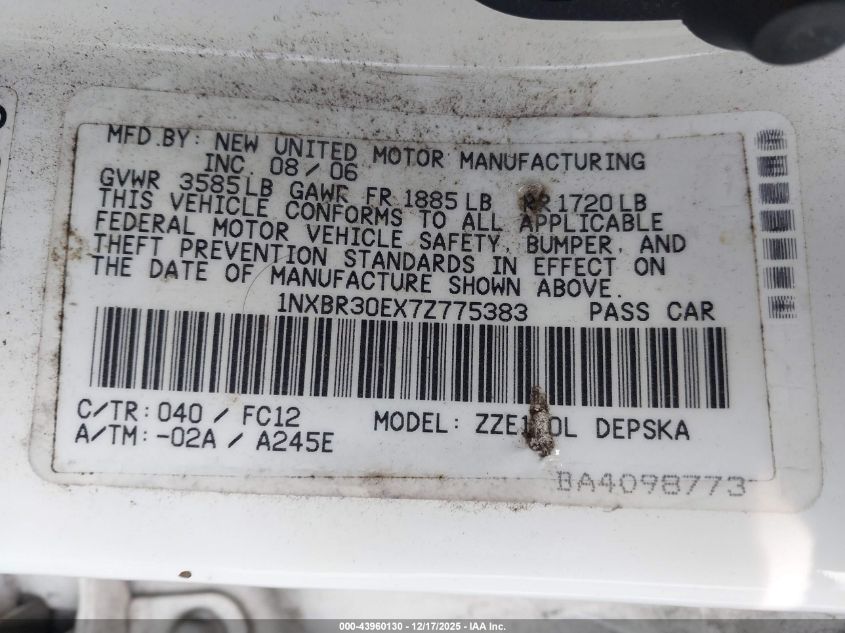 MFD.BY: NEW UNITED MOTOR MANUFACTURING
INC. 08/06
GVWR 3585LB GAWR FR 1885LB RR 1720LB
THIS VEHICLE CONFORMS TO ALL APPLICABLE
FEDERAL MOTOR VEHICLE SAFETY, BUMPER, AND
THEFT PREVENTION STANDARDS IN EFFECT ON
THE DATE OF MANUFACTURE SHOWN ABOVE.
1NXBR30EX7Z775383 PASS CAR
C/TR: 040 / FC12 MODEL: DEPSKA
A/TM: -02A / A245E
BA4098773
000-43960130 - 12/17/2025 - IAA Inc.